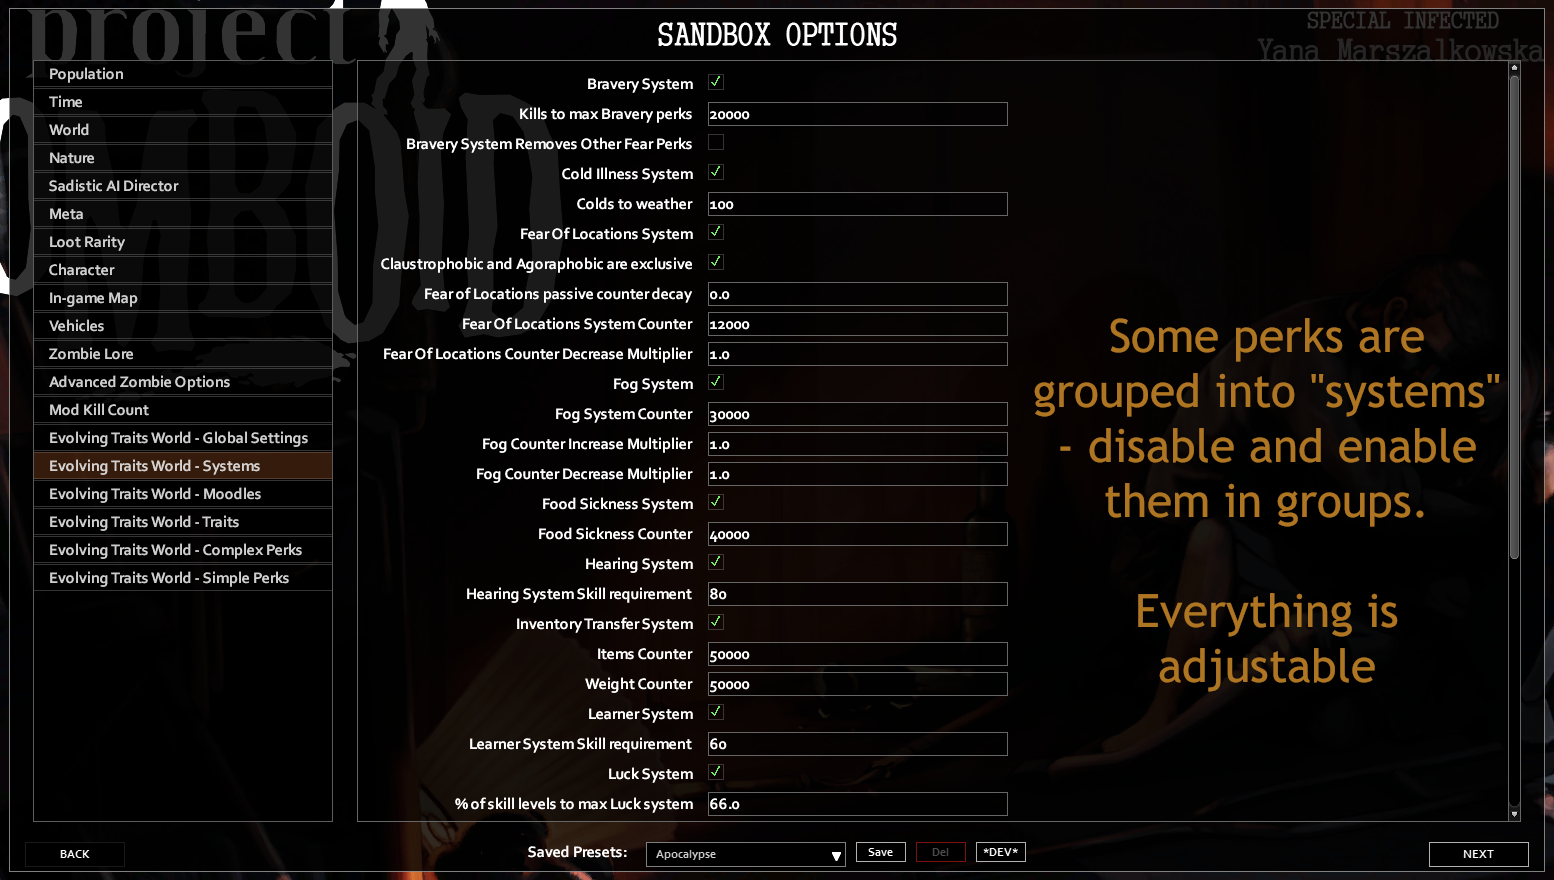 project
ZOMBOID
SANDBOX OPTIONS
SPECIAL INFECTED
Yana Marszalkowska
Population
Time
World
Nature
Sadistic AI Director
Meta
Loot Rarity
Character
In-game Map
Vehicles
Zombie Lore
Advanced Zombie Options
Mod Kill Count
Evolving Traits World - Global Settings
Evolving Traits World - Systems
Evolving Traits World - Moodles
Evolving Traits World - Traits
Evolving Traits World - Complex Perks
Evolving Traits World - Simple Perks
Bravery System
Kills to max Bravery perks 20000
Bravery System Removes Other Fear Perks
Cold Illness System
Colds to weather 100
Fear Of Locations System
Claustrophobic and Agoraphobic are exclusive
Fear of Locations passive counter decay 0.0
Fear Of Locations System Counter 12000
Fear Of Locations Counter Decrease Multiplier 1.0
Fog System
Fog System Counter 30000
Fog Counter Increase Multiplier 1.0
Fog Counter Decrease Multiplier 1.0
Food Sickness System
Food Sickness Counter 40000
Hearing System
Hearing System Skill requirement 80
Inventory Transfer System
Items Counter 50000
Weight Counter 50000
Learner System
Learner System Skill requirement 60
Luck System
% of skill levels to max Luck system 66.0
Some perks are
grouped into "systems"
- disable and enable
them in groups.
Everything is
adjustable
BACK
Saved Presets: Apocalypse Save Del *DEV*
NEXT